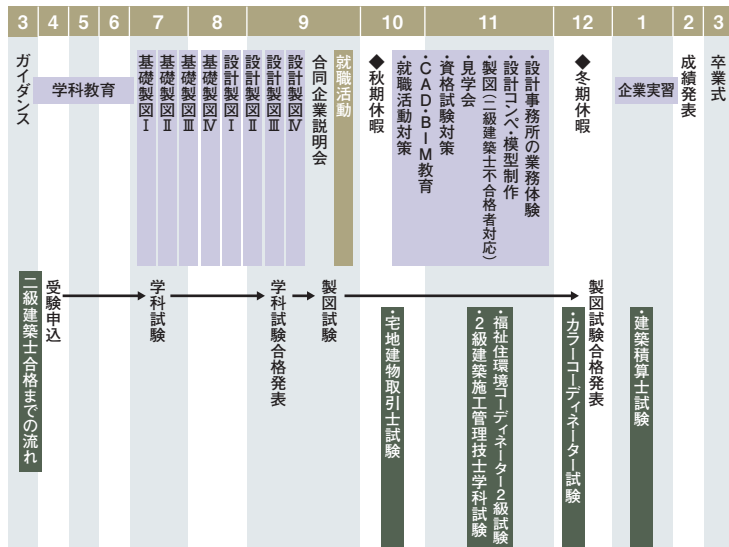 3 4 5 6 7 8 9 10 11 12 1 2 3
ガイダンス
学科教育
基礎製図Ⅰ
基礎製図Ⅱ
基礎製図Ⅲ
基礎製図Ⅳ
設計製図Ⅰ
設計製図Ⅱ
設計製図Ⅲ
設計製図Ⅳ
合同企業説明会
就職活動
◆秋期休暇
・就職活動対策
・CAD・BIM教育
・資格試験対策
・見学会
・製図(二級建築士不合格者対応)
・設計コンペ・模型制作
・設計事務所の業務体験
◆冬期休暇
企業実習
成績発表
卒業式
二級建築士合格までの流れ
受験申込
学科試験
学科試験合格発表
製図試験
製図試験合格発表
・宅地建物取引士試験
・2級建築施工管理技士学科試験
・福祉住環境コーディネーター2級試験
・カラーコーディネーター試験
・建築積算士試験